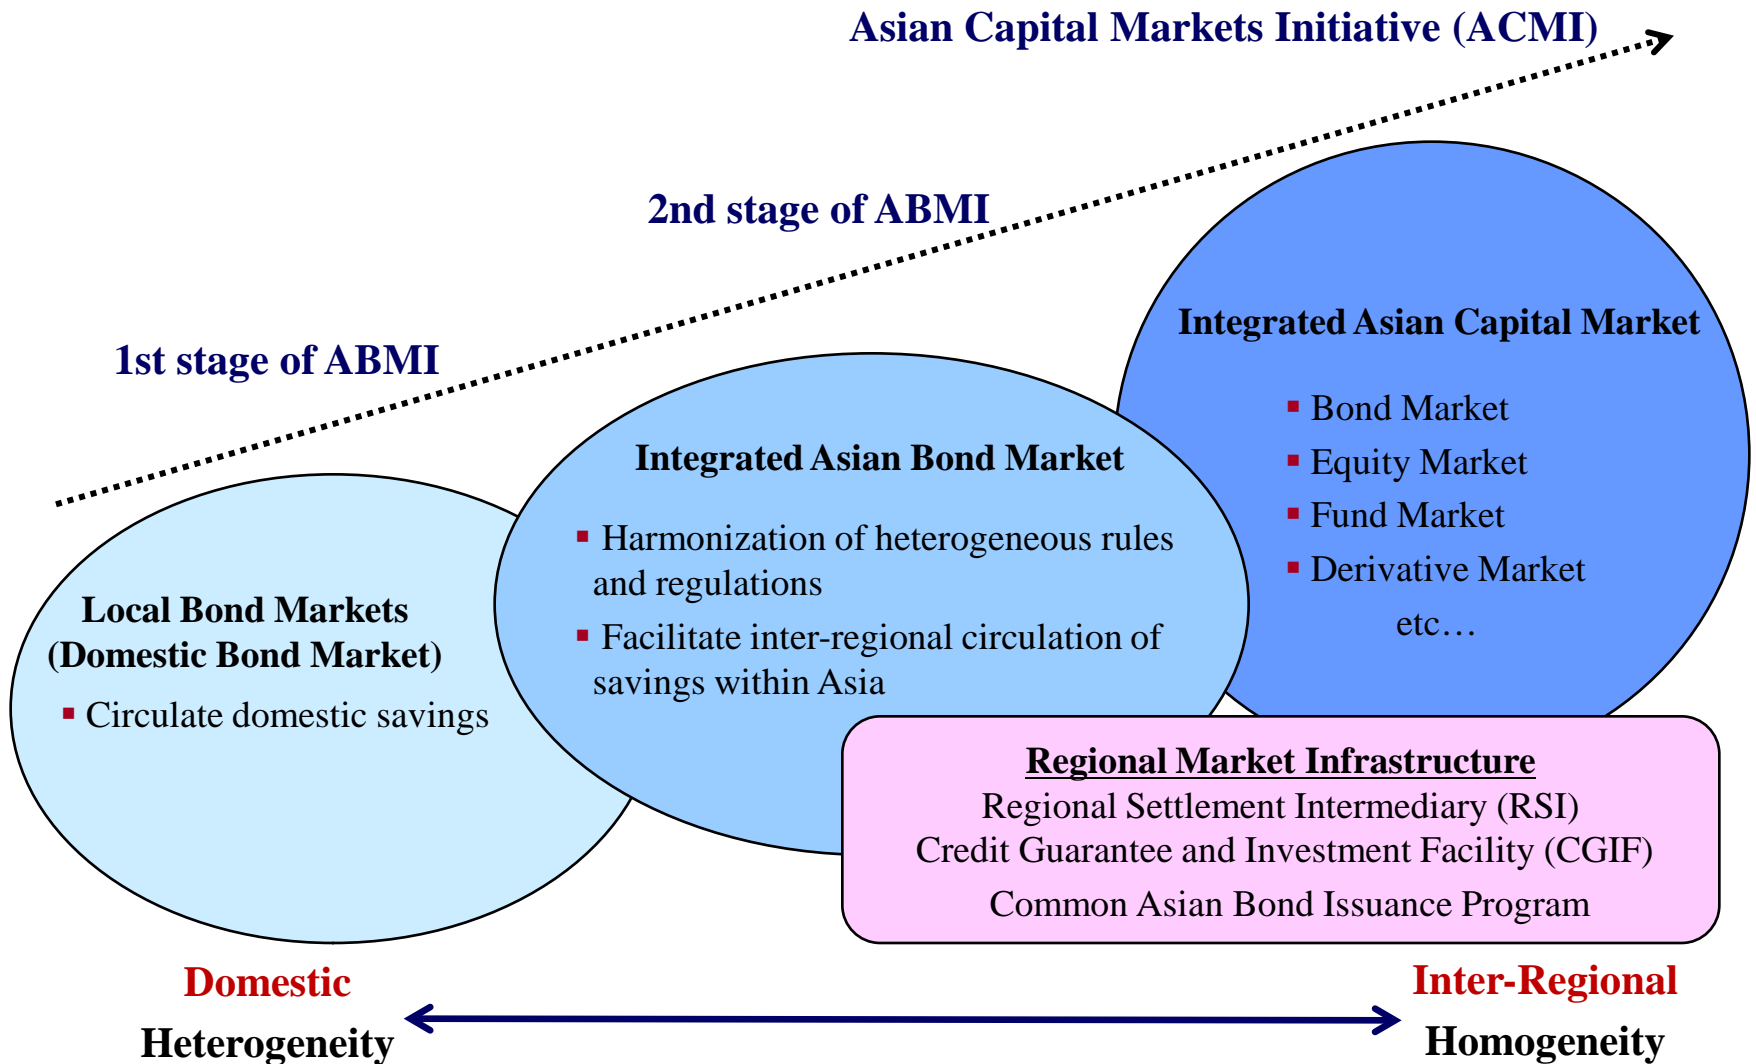 Asian Capital Markets Initiative (ACMI)
2nd stage of ABMI
1st stage of ABMI
Integrated Asian Capital Market
▪ Bond Market
▪ Equity Market
▪ Fund Market
▪ Derivative Market
etc…
Integrated Asian Bond Market
▪ Harmonization of heterogeneous rules
and regulations
▪ Facilitate inter-regional circulation of
savings within Asia
Local Bond Markets
(Domestic Bond Market)
▪ Circulate domestic savings
Regional Market Infrastructure
Regional Settlement Intermediary (RSI)
Credit Guarantee and Investment Facility (CGIF)
Common Asian Bond Issuance Program
Domestic
Heterogeneity
Inter-Regional
Homogeneity